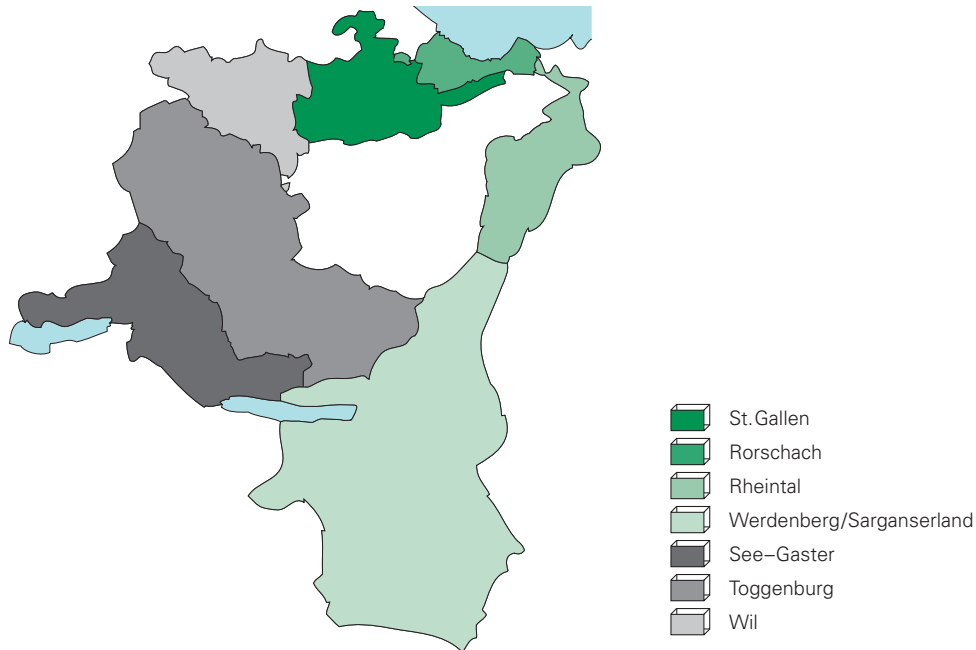 St.Gallen
Rorschach
Rheintal
Werdenberg/Sarganserland
See–Gaster
Toggenburg
Wil